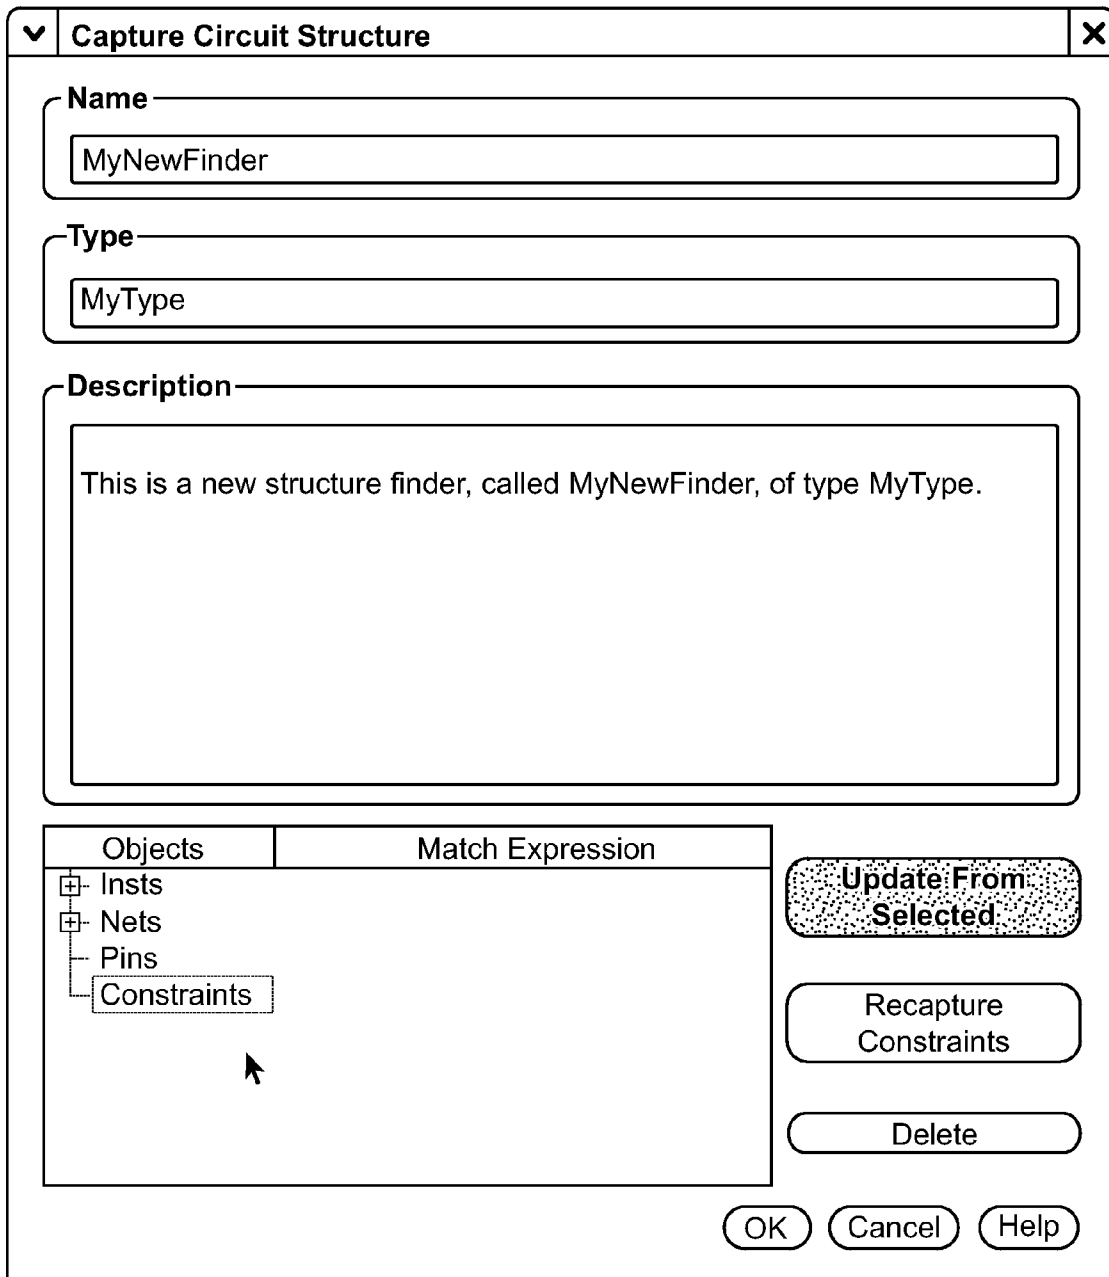 Capture Circuit Structure
Name
MyNewFinder
Type
MyType
Description
This is a new structure finder, called MyNewFinder, of type MyType.
Objects Match Expression
Insts
Nets
Pins
Constraints
Update From
Selected
Recapture
Constraints
Delete
OK Cancel Help